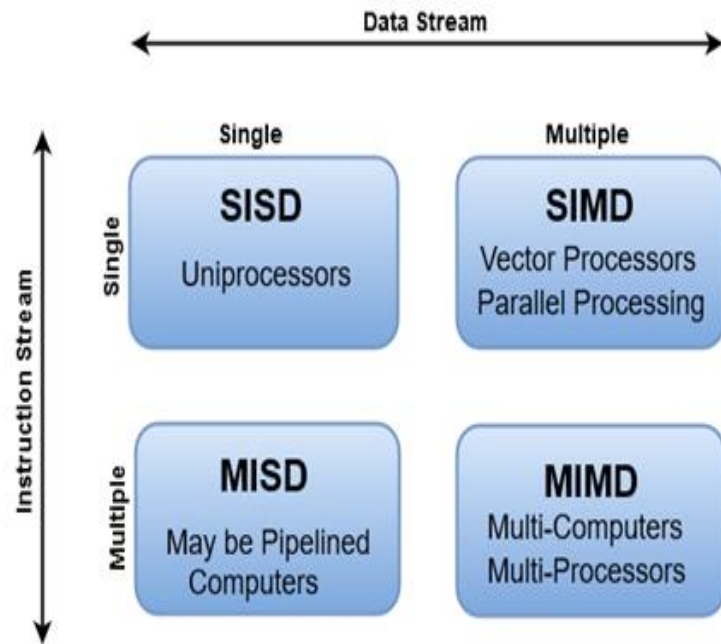 Data Stream
Single
Multiple
Instruction Stream
Single
SISD
Uniprocessors
SIMD
Vector Processors
Parallel Processing
Multiple
MISD
May be Pipelined
Computers
MIMD
Multi-Computers
Multi-Processors